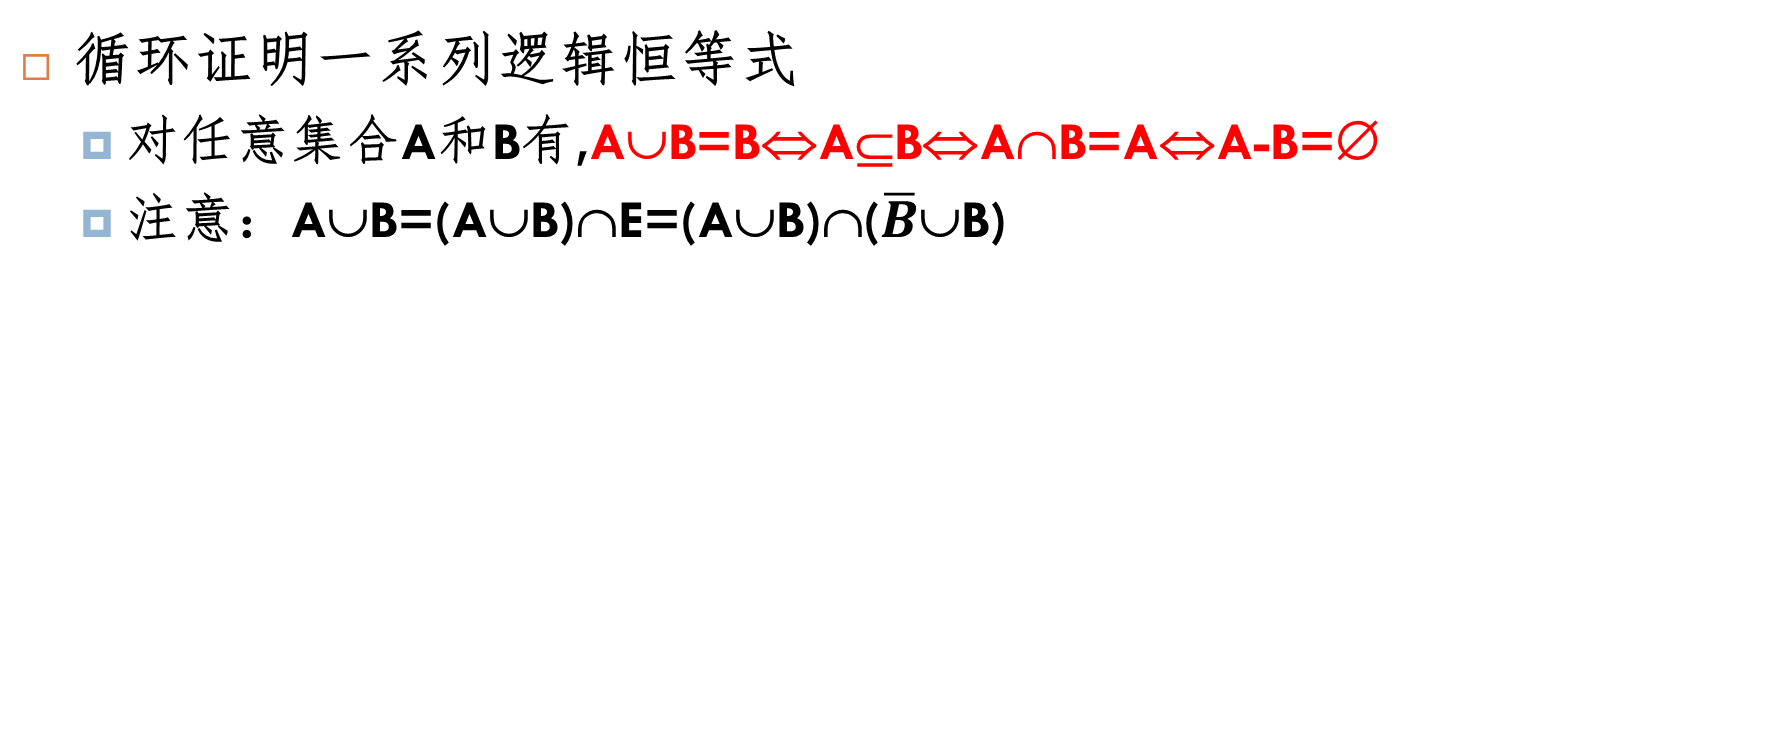 循环证明一系列逻辑恒等式
对任意集合A和B有,A∪B=B⇔A⊆B⇔A∩B=A⇔A-B=∅
注意：A∪B=(A∪B)∩E=(A∪B)∩(B̅∪B)